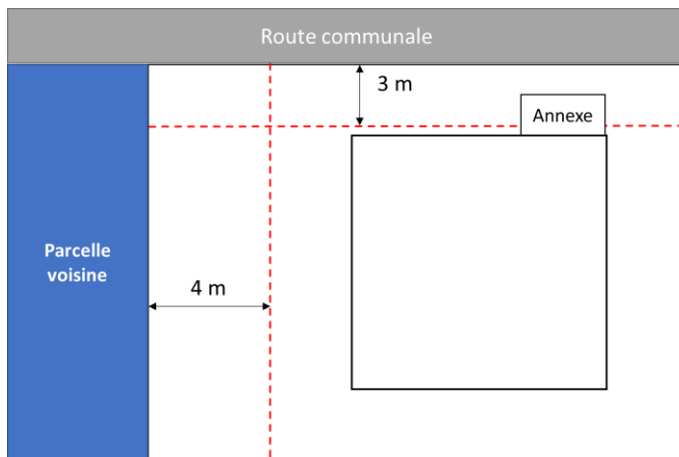 Route communale
3 m
Annexe
Parcelle
voisine
4 m